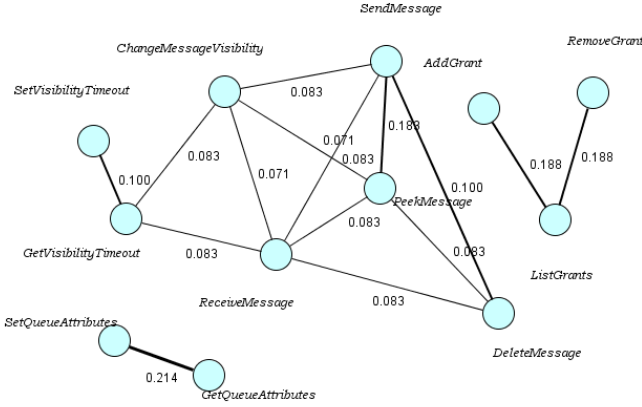 SendMessage
RemoveGrant
ChangeMessageVisibility
AddGrant
SetVisibilityTimeout
0.083
0.183
0.071
0.083
0.083
0.188
0.188
0.100
0.071
0.100
PeekMessage
0.083
GetVisibilityTimeout
0.083
0.083
ListGrants
ReceiveMessage
0.083
SetQueueAttributes
DeleteMessage
0.214
GetQueueAttributes